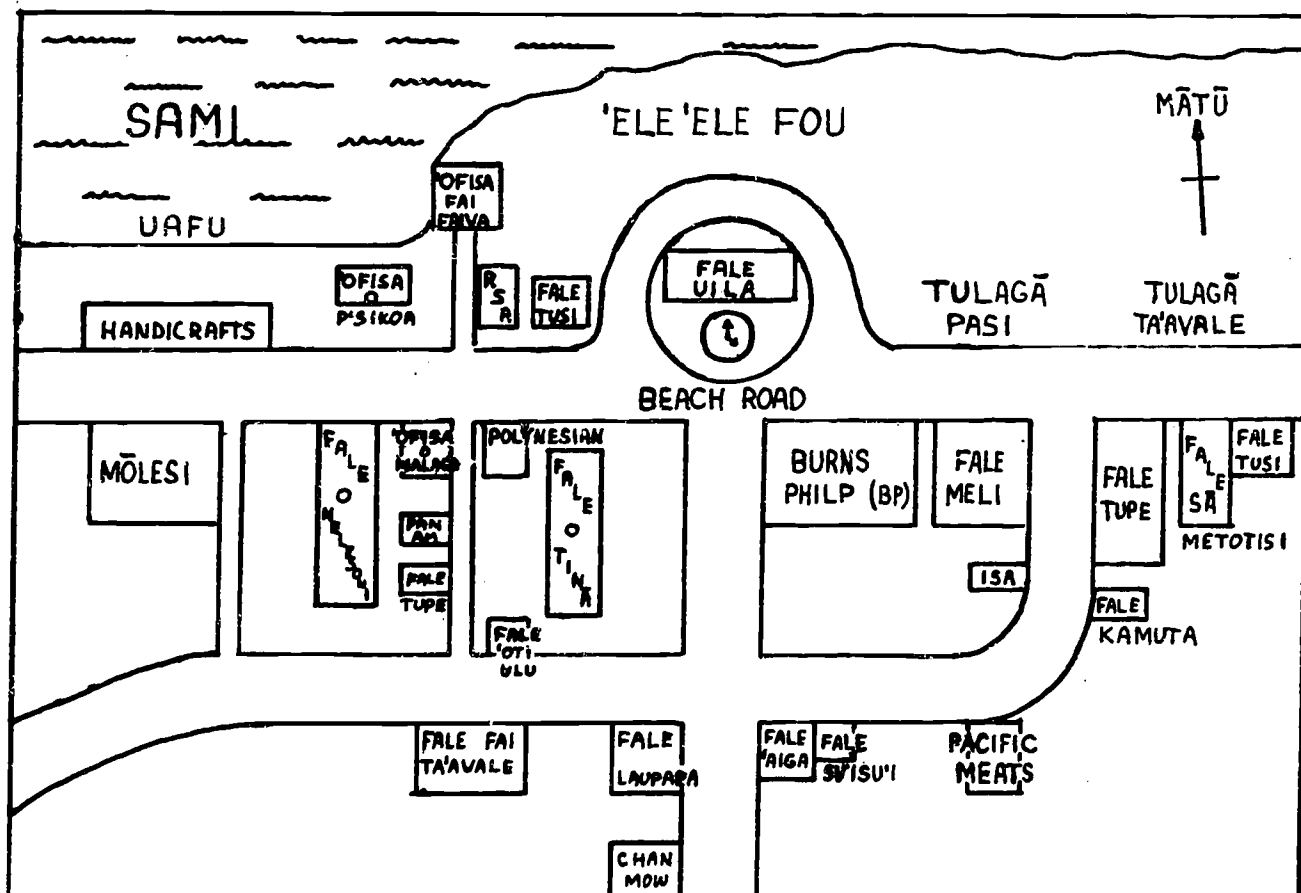 SAMI
'ELE 'ELE FOU
MĀTŪ
'OFISA
FAI
FAIVA
UAFU
'OFISA
O
P'SIKOA
R
S
A
FALE
TUSI
FALE
UILA
TULAGĀ
PASI
TULAGĀ
TA'AVALE
HANDICRAFTS
BEACH ROAD
MŌLESI
FALE
O
NELESONI
'OFISA
O
MALAGA
PAN
AM
FALE
TUPE
POLYNESIAN
FALE
O
TINĀ
FALE
'OTI
ULU
BURNS
PHILP (BP)
FALE
MELI
ISA
FALE
TUPE
FALE
SĀ
METOTISI
FALE
TUSI
FALE
KAMUTA
FALE FAI
TA'AVALE
FALE
LAUPAPA
FALE
'AIGA
FALE
SU'ISU'I
PACIFIC
MEATS
CHAN
MOW